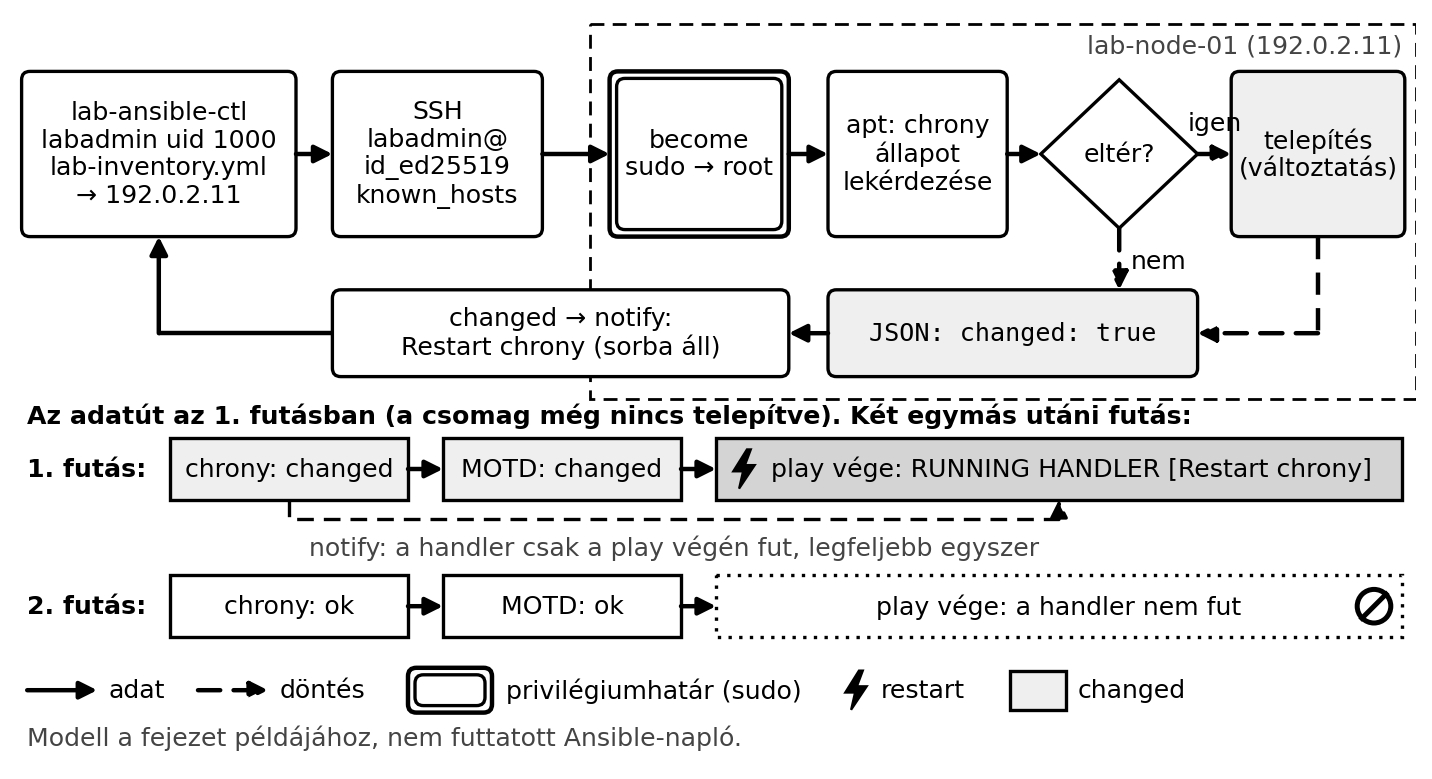 lab-node-01 (192.0.2.11)
lab-ansible-ctl
labadmin uid 1000
lab-inventory.yml
→ 192.0.2.11
SSH
labadmin@
id_ed25519
known_hosts
become
sudo → root
apt: chrony
állapot
lekérdezése
eltér?
igen
telepítés
(változtatás)
nem
changed → notify:
Restart chrony (sorba áll)
JSON: changed: true
Az adatút az 1. futásban (a csomag még nincs telepítve). Két egymás utáni futás:
1. futás:
chrony: changed
MOTD: changed
play vége: RUNNING HANDLER [Restart chrony]
notify: a handler csak a play végén fut, legfeljebb egyszer
2. futás:
chrony: ok
MOTD: ok
play vége: a handler nem fut
adat
döntés
privilégiumhatár (sudo)
restart
changed
Modell a fejezet példájához, nem futtatott Ansible-napló.